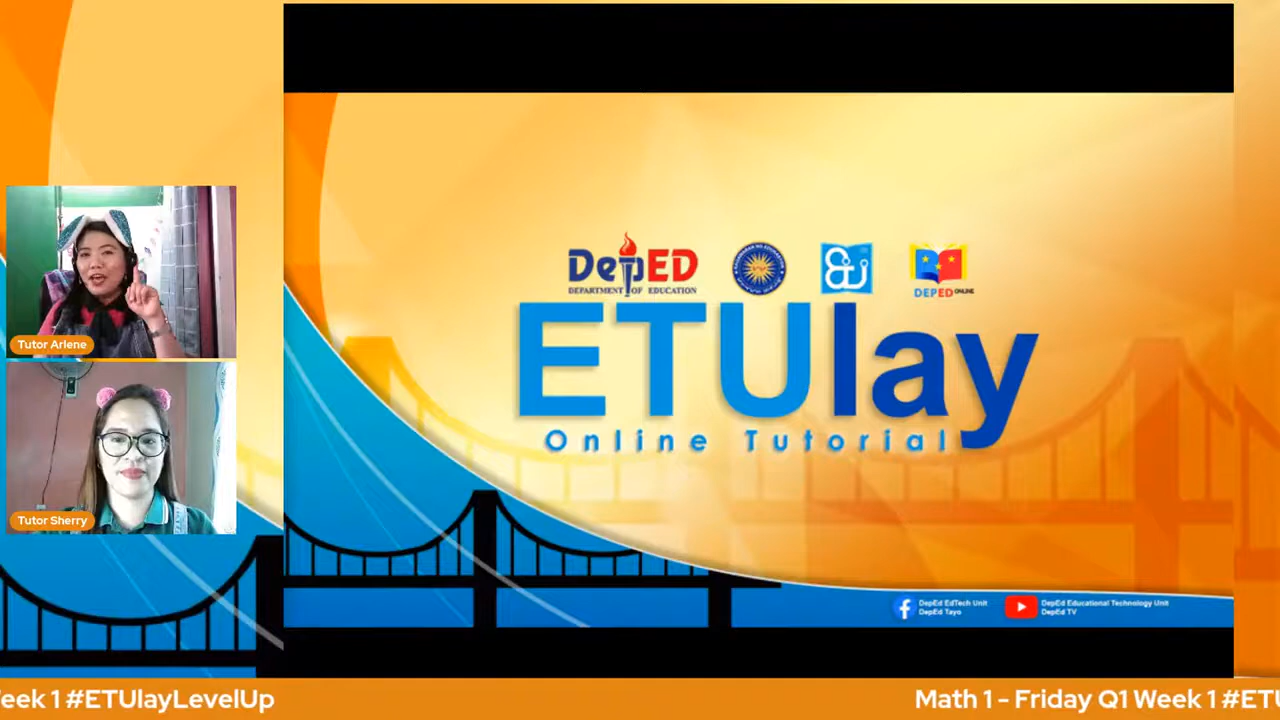 Tutor Arlene
Tutor Sherry
DepED
DEPARTMENT OF EDUCATION
DEPED ONLINE
ETUlay
Online Tutorial
DepEd EdTech Unit
DepEd Tayo
DepEd Educational Technology Unit
DepEd TV
eek 1 #ETUlayLevelUp
Math 1 - Friday Q1 Week 1 #ETU